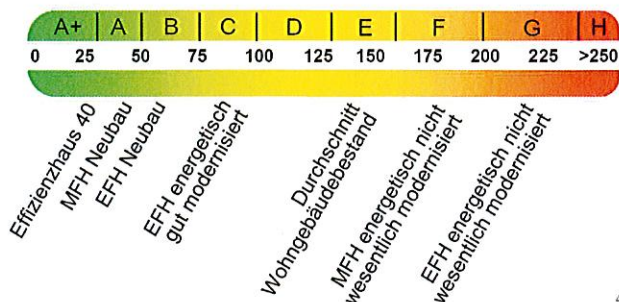 A+ A B C D E F G H
0 25 50 75 100 125 150 175 200 225 >250
Effizienzhaus 40
MFH Neubau
EFH Neubau
EFH energetisch
gut modernisiert
Durchschnitt
Wohngebäudebestand
MFH energetisch nicht
wesentlich modernisiert
EFH energetisch nicht
wesentlich modernisiert